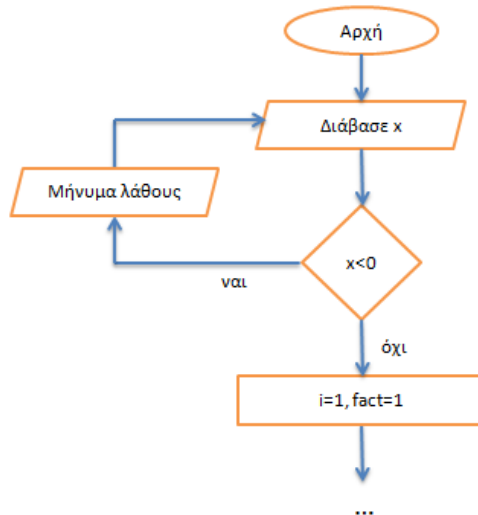 Αρχή
Διάβασε x
Μήνυμα λάθους
x<0
ναι
όχι
i=1, fact=1
...